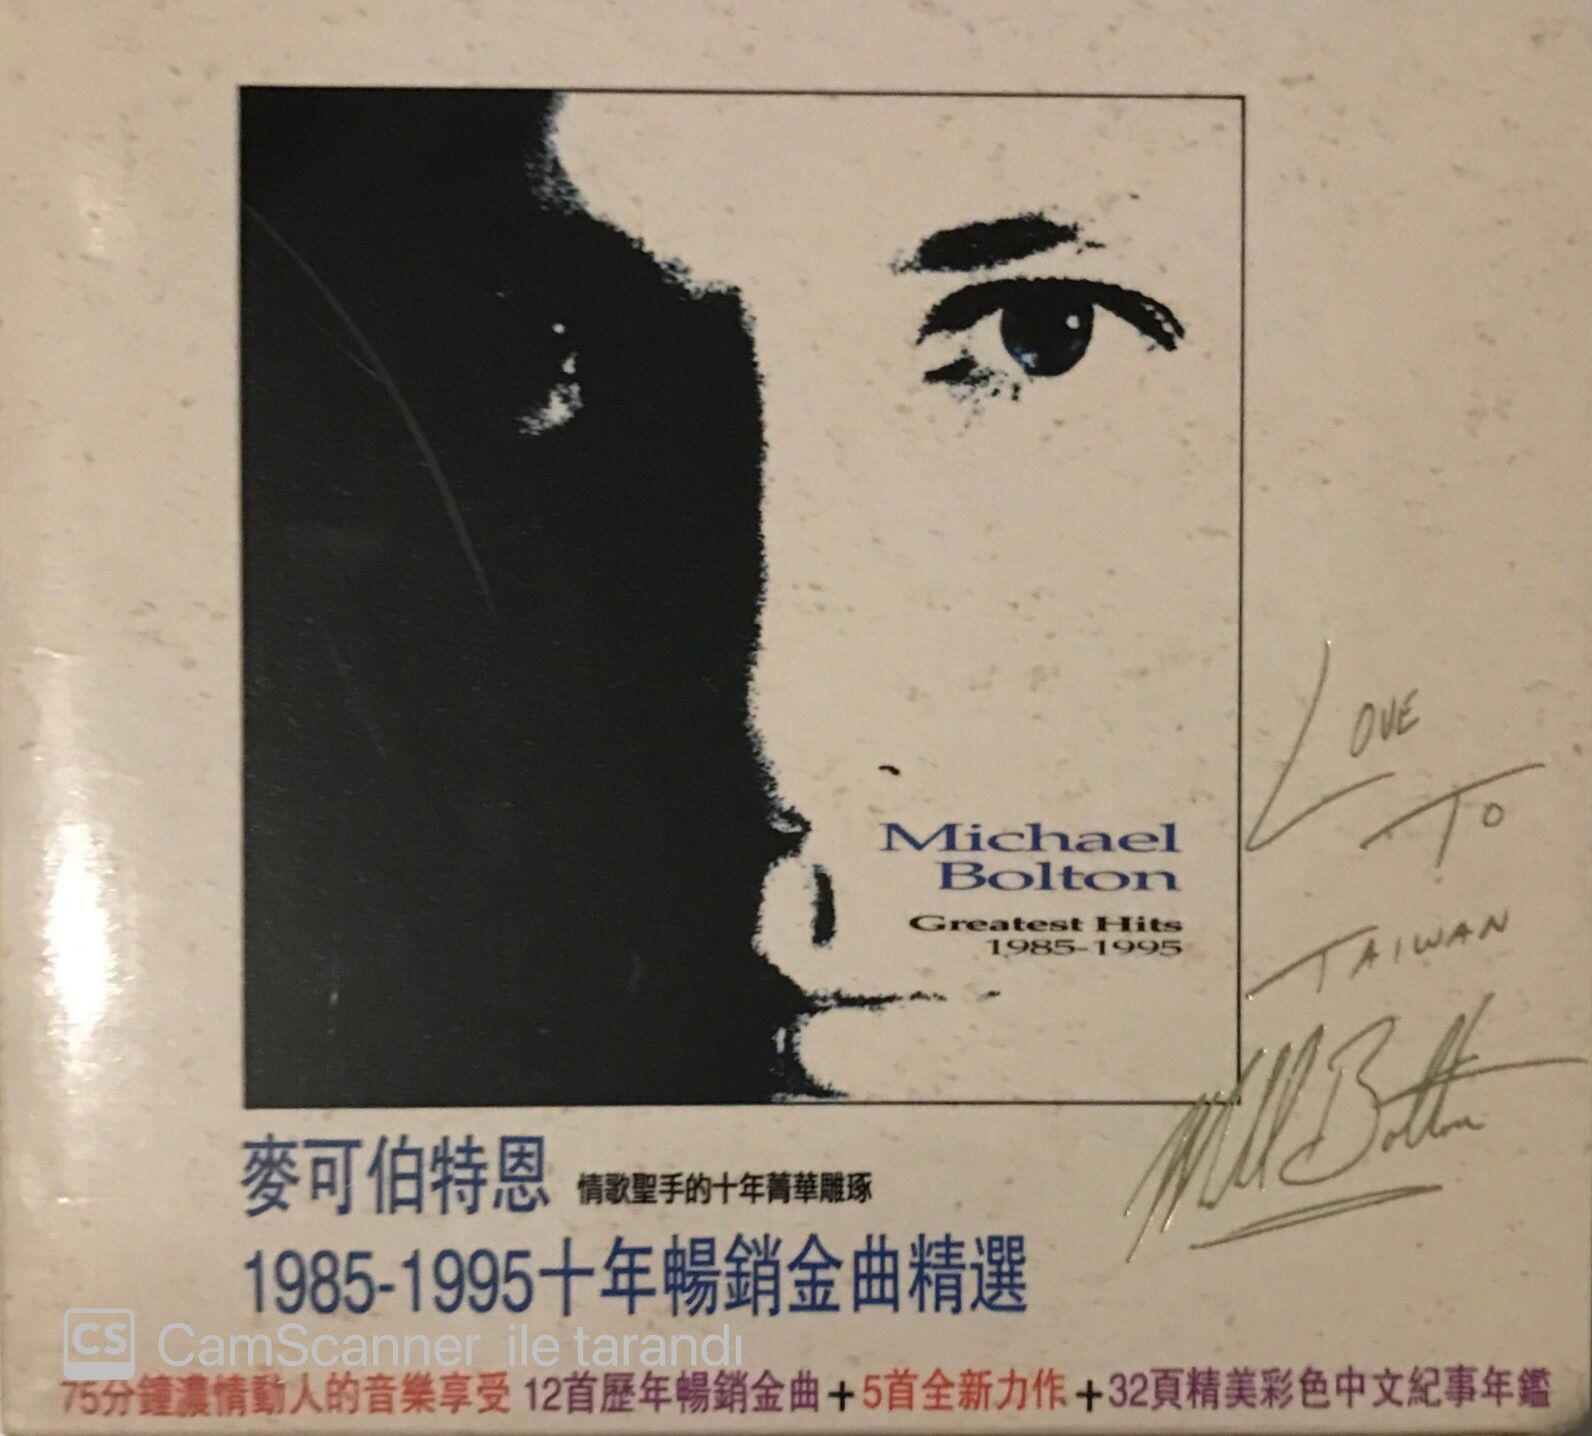 Michael
Bolton
Greatest Hits
1985-1995
LOVE
TO
TAIWAN
Bolton
麥可伯特恩 情歌聖手的十年菁華雕琢
1985-1995十年暢銷金曲精選
CS CamScanner ile tarandı
75分鐘濃情動人的音樂享受 12首歷年暢銷金曲+5首全新力作+32頁精美彩色中文紀事年鑑